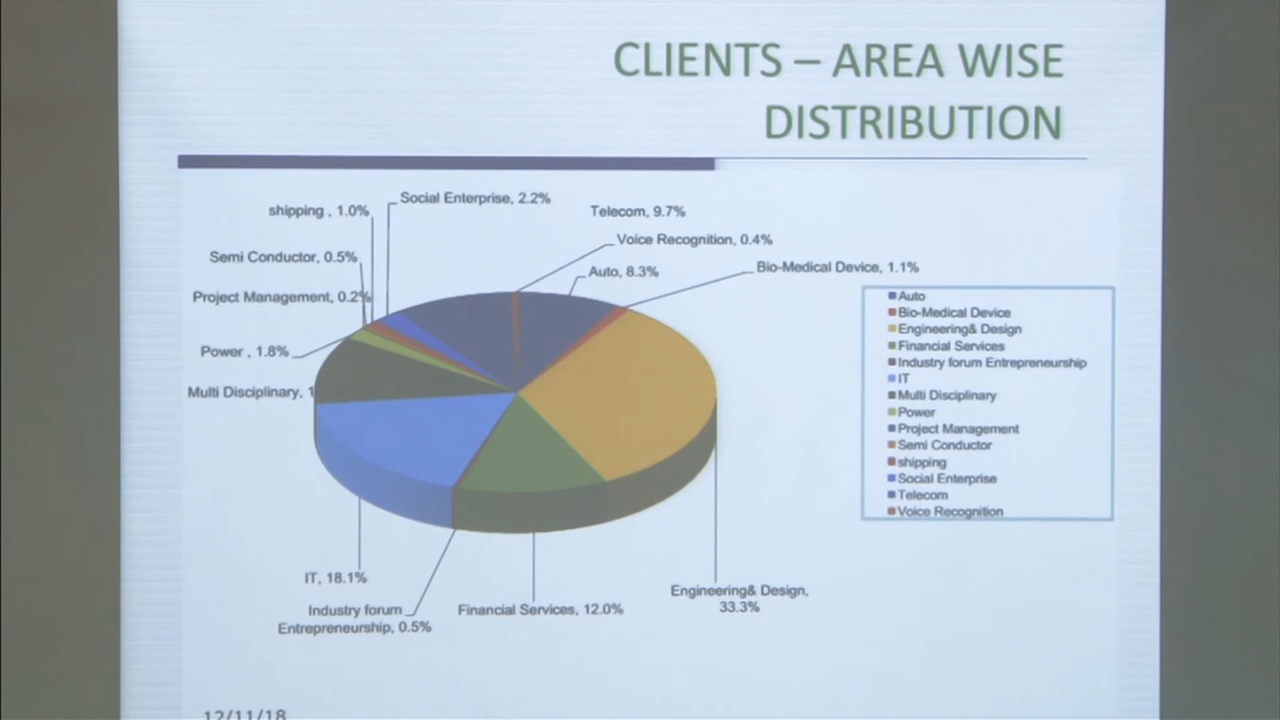 CLIENTS – AREA WISE
DISTRIBUTION
Social Enterprise, 2.2%
shipping , 1.0%
Telecom, 9.7%
Voice Recognition, 0.4%
Semi Conductor, 0.5%
Auto, 8.3%
Bio-Medical Device, 1.1%
Project Management, 0.2%
Power , 1.8%
Multi Disciplinary, 1
IT, 18.1%
Industry forum
Entrepreneurship, 0.5%
Financial Services, 12.0%
Engineering& Design,
33.3%
Auto
Bio-Medical Device
Engineering& Design
Financial Services
Industry forum Entrepreneurship
IT
Multi Disciplinary
Power
Project Management
Semi Conductor
shipping
Social Enterprise
Telecom
Voice Recognition
12/11/18